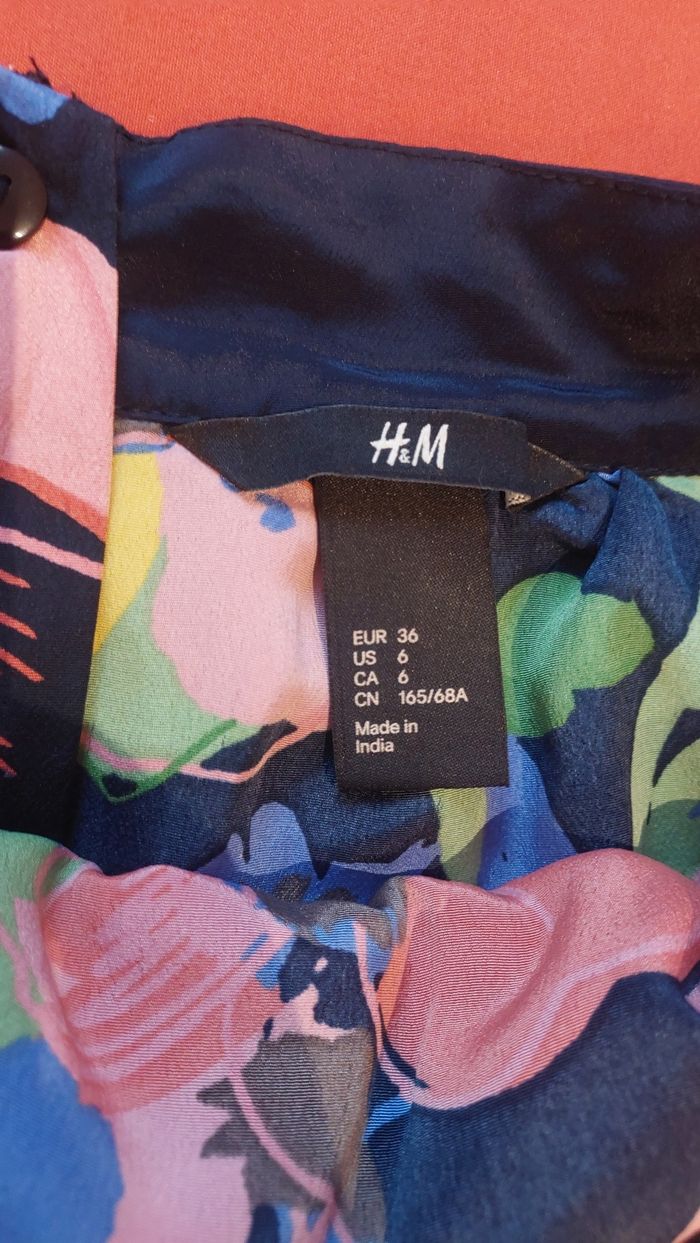 H&M
EUR 36
US 6
CA 6
CN 165/68A
Made in
India